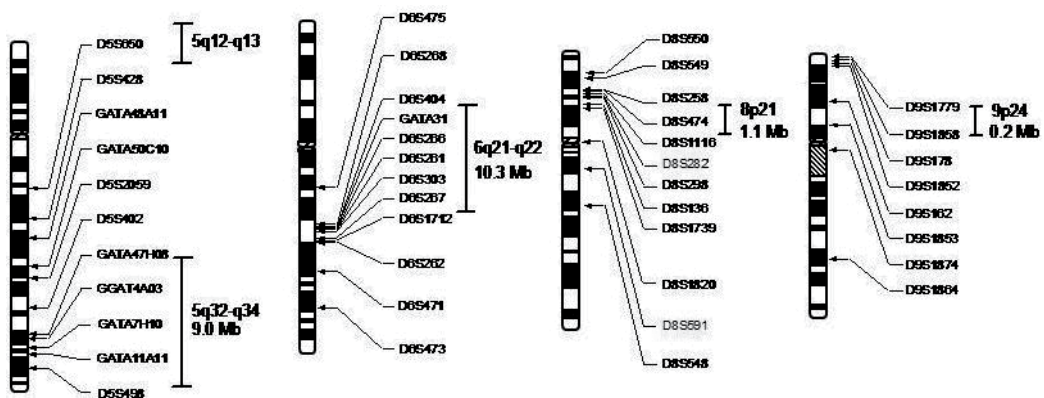 D5S650
5q12-q13
D5S428
GATA48A11
GATA50C10
D5S2059
D5S402
GATA47H08
GGAT4A03
5q32-q34
9.0 Mb
GATA7H10
GATA11A11
D5S498
D6S475
D6S268
D6S404
GATA31
D6S266
6q21-q22
10.3 Mb
D6S261
D6S303
D6S267
D6S1712
D6S262
D6S471
D6S473
D8S550
D8S549
D8S258
8p21
1.1 Mb
D8S474
D8S1116
D8S282
D8S298
D8S136
D8S1739
D8S1820
D8S591
D8S548
D9S1779
9p24
0.2 Mb
D9S1858
D9S178
D9S1852
D9S162
D9S1853
D9S1874
D9S1864